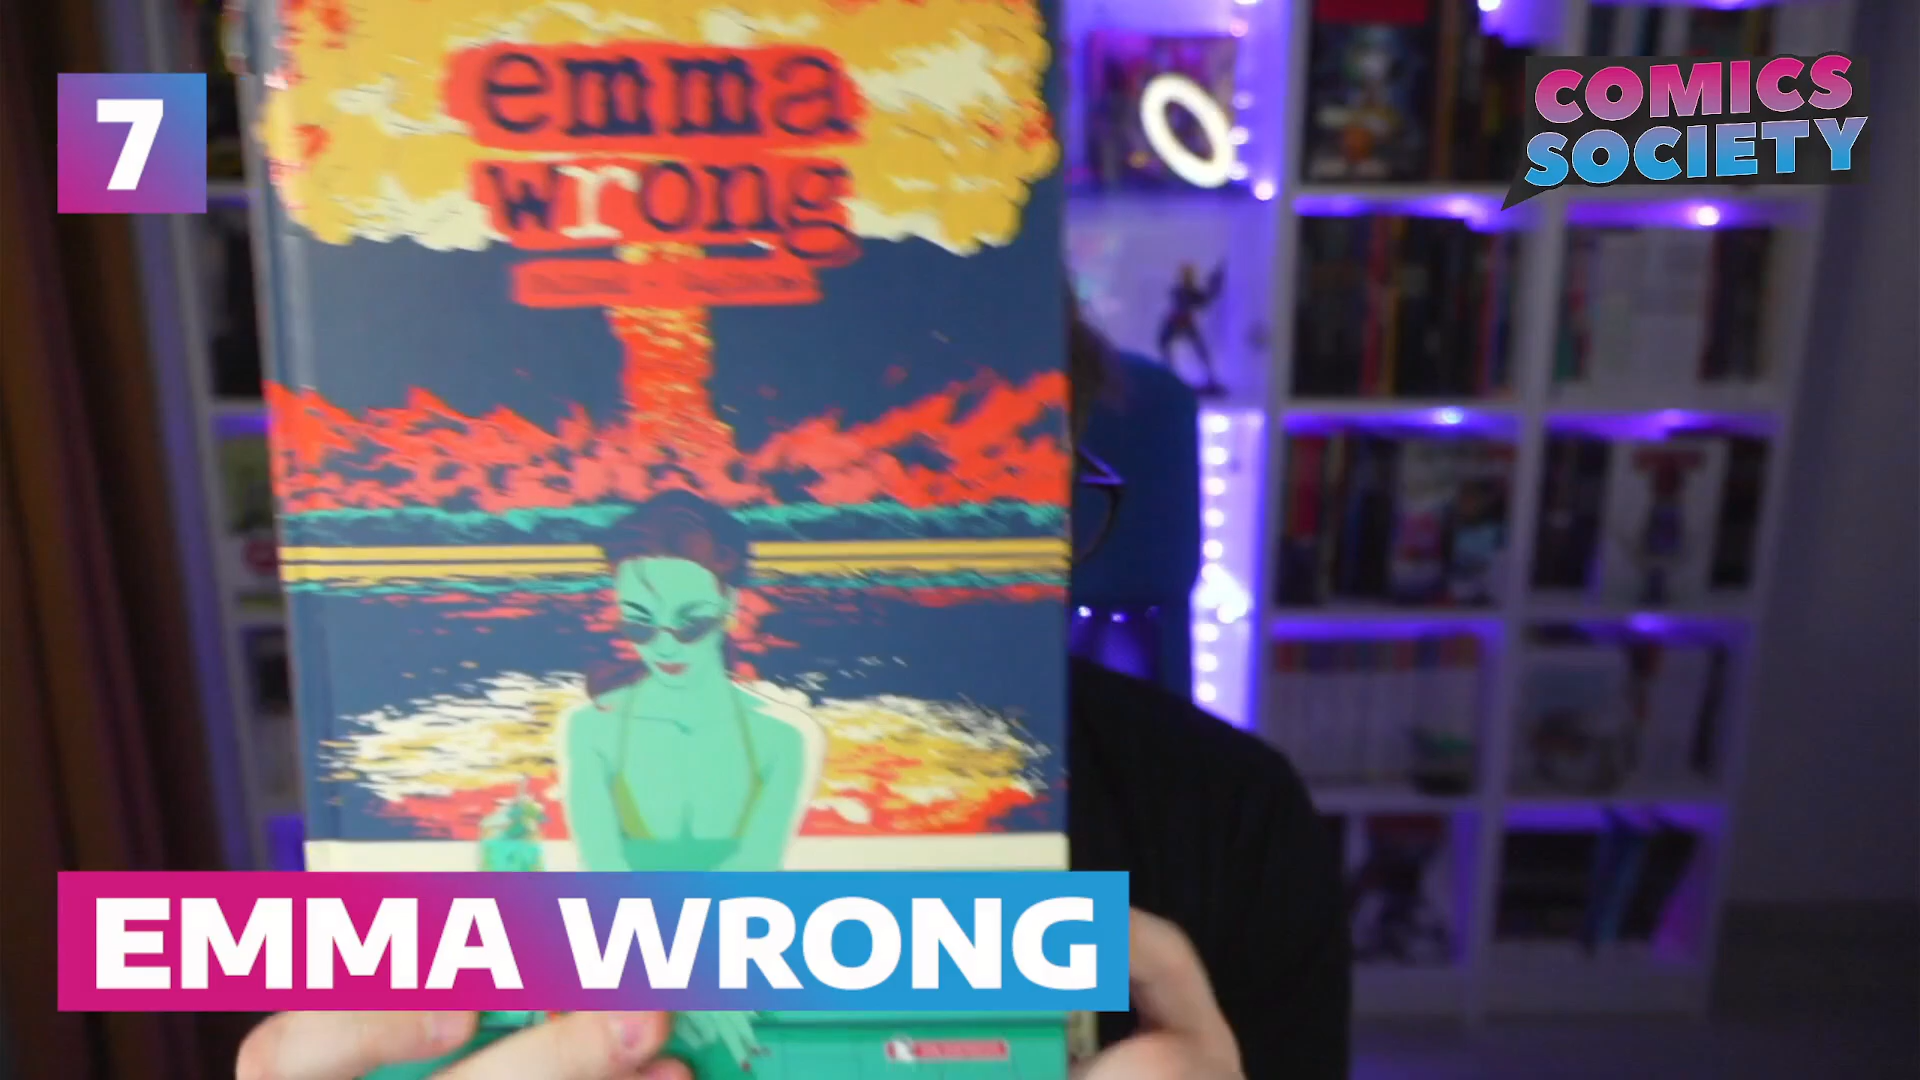 7
COMICS
SOCIETY
emma
wrong
EMMA WRONG